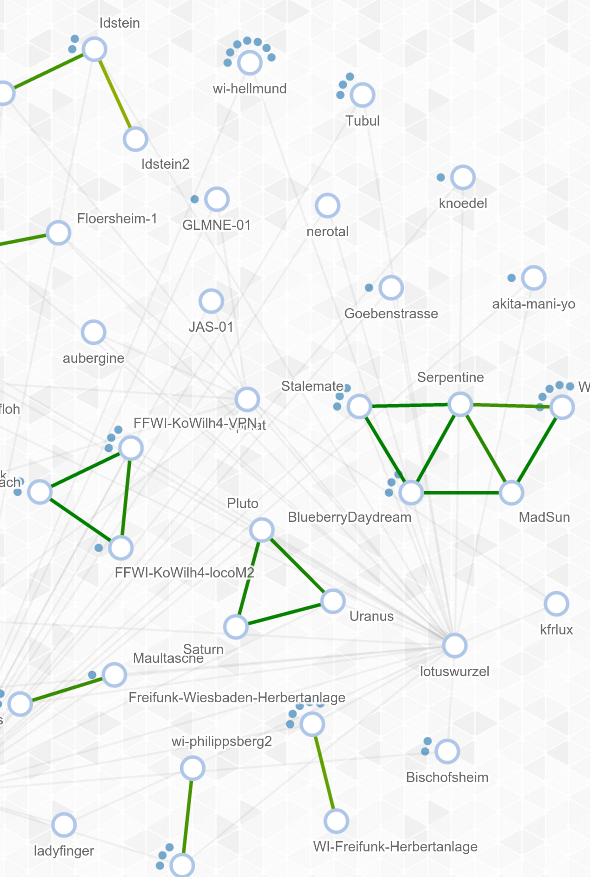 Idstein
wi-hellmund
Tubul
Idstein2
knoedel
Floersheim-1
GLMNE-01
nerotal
akita-mani-yo
Goebenstrasse
JAS-01
aubergine
Serpentine
Stalemate
W
floh
FFWI-KoWilh4-VPN
ach
Pluto
BlueberryDaydream
MadSun
FFWI-KoWilh4-locoM2
Uranus
kfrlux
Saturn
Maultasche
lotuswurzel
Freifunk-Wiesbaden-Herbertanlage
s
wi-philippsberg2
Bischofsheim
WI-Freifunk-Herbertanlage
ladyfinger